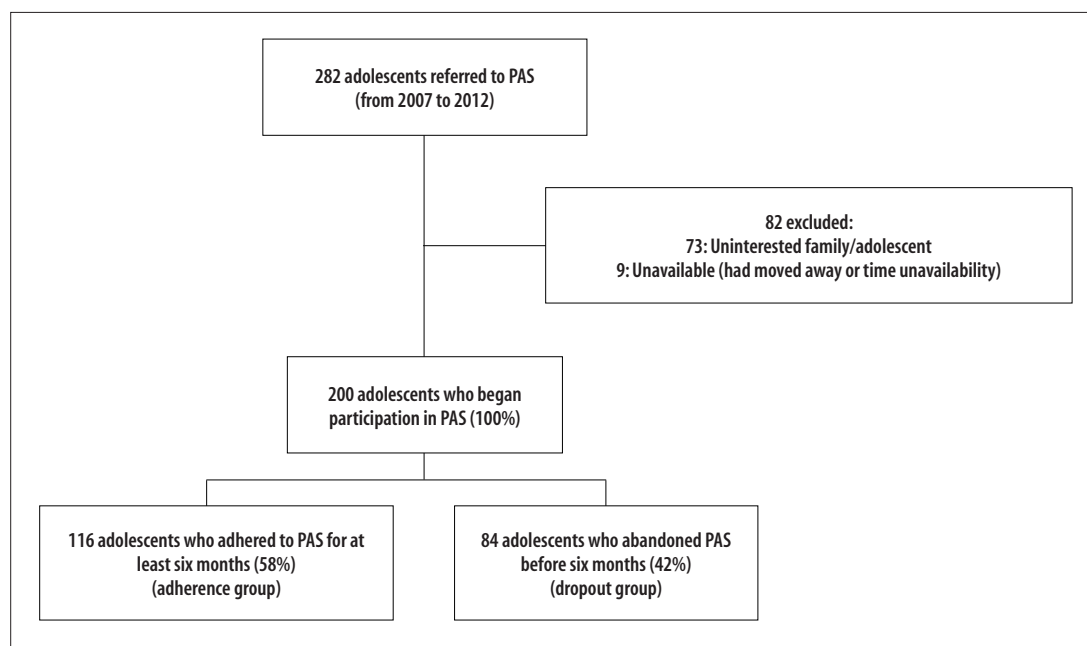 282 adolescents referred to PAS
(from 2007 to 2012)
82 excluded:
73: Uninterested family/adolescent
9: Unavailable (had moved away or time unavailability)
200 adolescents who began
participation in PAS (100%)
116 adolescents who adhered to PAS for at
least six months (58%)
(adherence group)
84 adolescents who abandoned PAS
before six months (42%)
(dropout group)